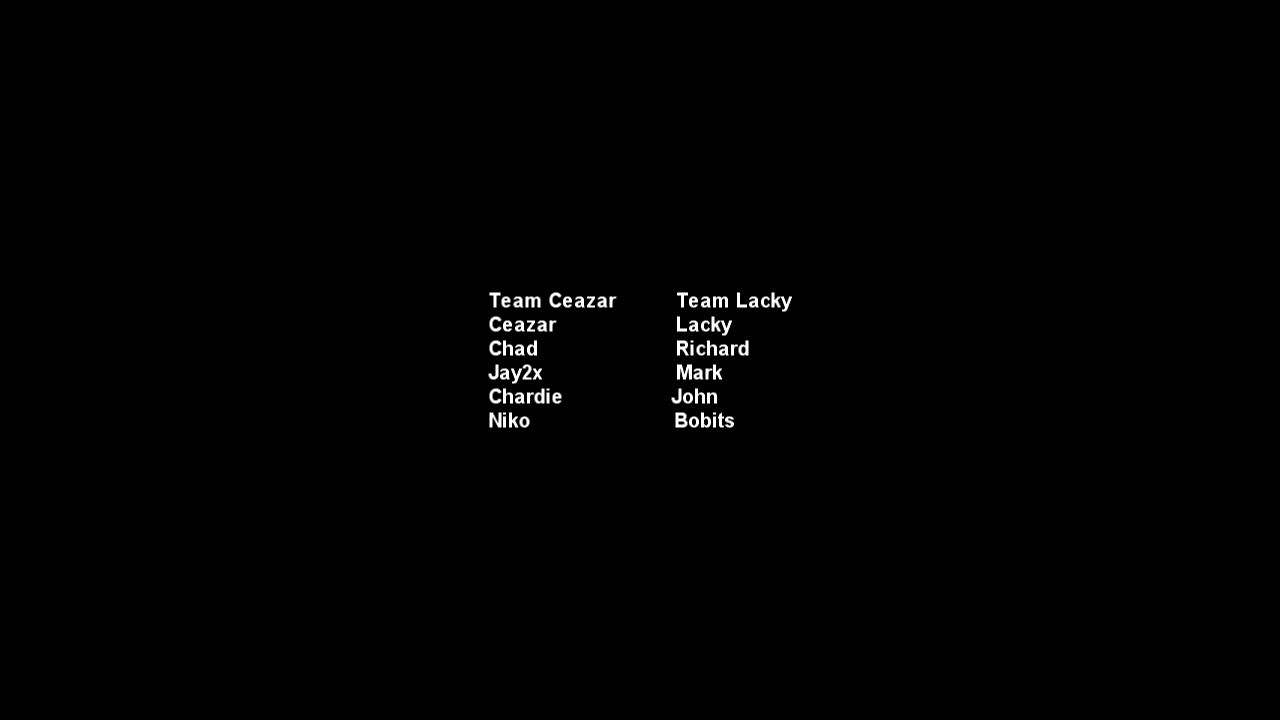 Team Ceazar Team Lacky
Ceazar Lacky
Chad Richard
Jay2x Mark
Chardie John
Niko Bobits